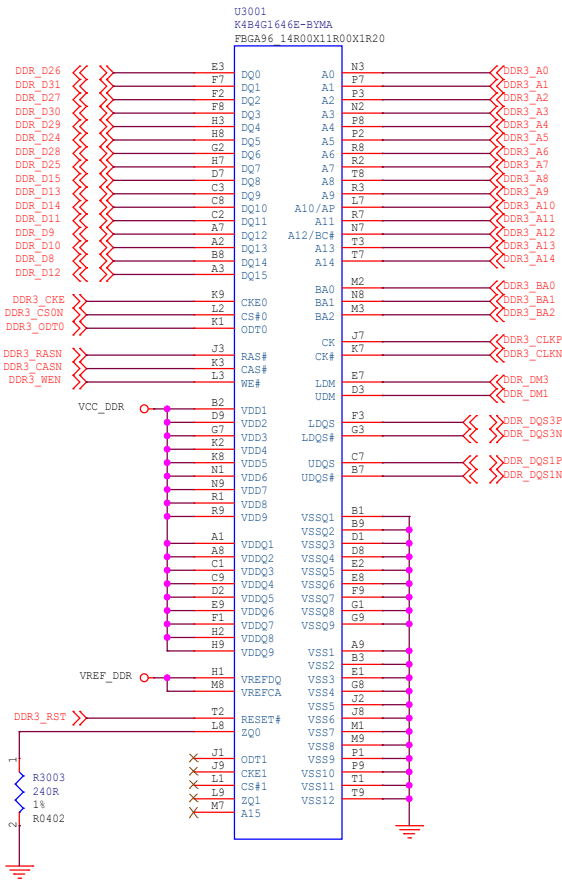 U3001
K4B4G1646E-BYMA
FBGA96_14R00X11R00X1R20
DDR_D26 E3 DQ0 A0 N3 DDR3_A0
DDR_D31 F7 DQ1 A1 P7 DDR3_A1
DDR_D27 F2 DQ2 A2 P3 DDR3_A2
DDR_D30 F8 DQ3 A3 N2 DDR3_A3
DDR_D29 H3 DQ4 A4 P8 DDR3_A4
DDR_D24 H8 DQ5 A5 P2 DDR3_A5
DDR_D28 G2 DQ6 A6 R8 DDR3_A6
DDR_D25 H7 DQ7 A7 R2 DDR3_A7
DDR_D15 D7 DQ8 A8 T8 DDR3_A8
DDR_D13 C3 DQ9 A9 R3 DDR3_A9
DDR_D14 C8 DQ10 A10/AP L7 DDR3_A10
DDR_D11 C2 DQ11 A11 R7 DDR3_A11
DDR_D9 A7 DQ12 A12/BC# N7 DDR3_A12
DDR_D10 A2 DQ13 A13 T3 DDR3_A13
DDR_D8 B8 DQ14 A14 T7 DDR3_A14
DDR_D12 A3 DQ15
BA0 M2 DDR3_BA0
DDR3_CKE K9 CKE0 BA1 N8 DDR3_BA1
DDR3_CS0N L2 CS#0 BA2 M3 DDR3_BA2
DDR3_ODT0 K1 ODT0
CK J7 DDR3_CLKP
DDR3_RASN J3 RAS# CK# K7 DDR3_CLKN
DDR3_CASN K3 CAS#
DDR3_WEN L3 WE# LDM E7 DDR_DM3
UDM D3 DDR_DM1
VCC_DDR B2 VDD1
D9 VDD2 LDQS F3 DDR_DQS3P
G7 VDD3 LDQS# G3 DDR_DQS3N
K2 VDD4
K8 VDD5 UDQS C7 DDR_DQS1P
N1 VDD6 UDQS# B7 DDR_DQS1N
N9 VDD7
R1 VDD8
R9 VDD9 VSSQ1 B1
VSSQ2 B9
A1 VDDQ1 VSSQ3 D1
A8 VDDQ2 VSSQ4 D8
C1 VDDQ3 VSSQ5 E2
C9 VDDQ4 VSSQ6 E8
D2 VDDQ5 VSSQ7 F9
E9 VDDQ6 VSSQ8 G1
F1 VDDQ7 VSSQ9 G9
H2 VDDQ8
H9 VDDQ9 VSS1 A9
VSS2 B3
VREF_DDR H1 VREFDQ VSS3 E1
M8 VREFCA VSS4 G8
VSS5 J2
DDR3_RST T2 RESET# VSS6 J8
L8 ZQ0 VSS7 M1
VSS8 M9
J1 ODT1 VSS9 P1
J9 CKE1 VSS10 P9
L1 CS#1 VSS11 T1
L9 ZQ1 VSS12 T9
M7 A15
1
R3003
240R
1%
R0402
2